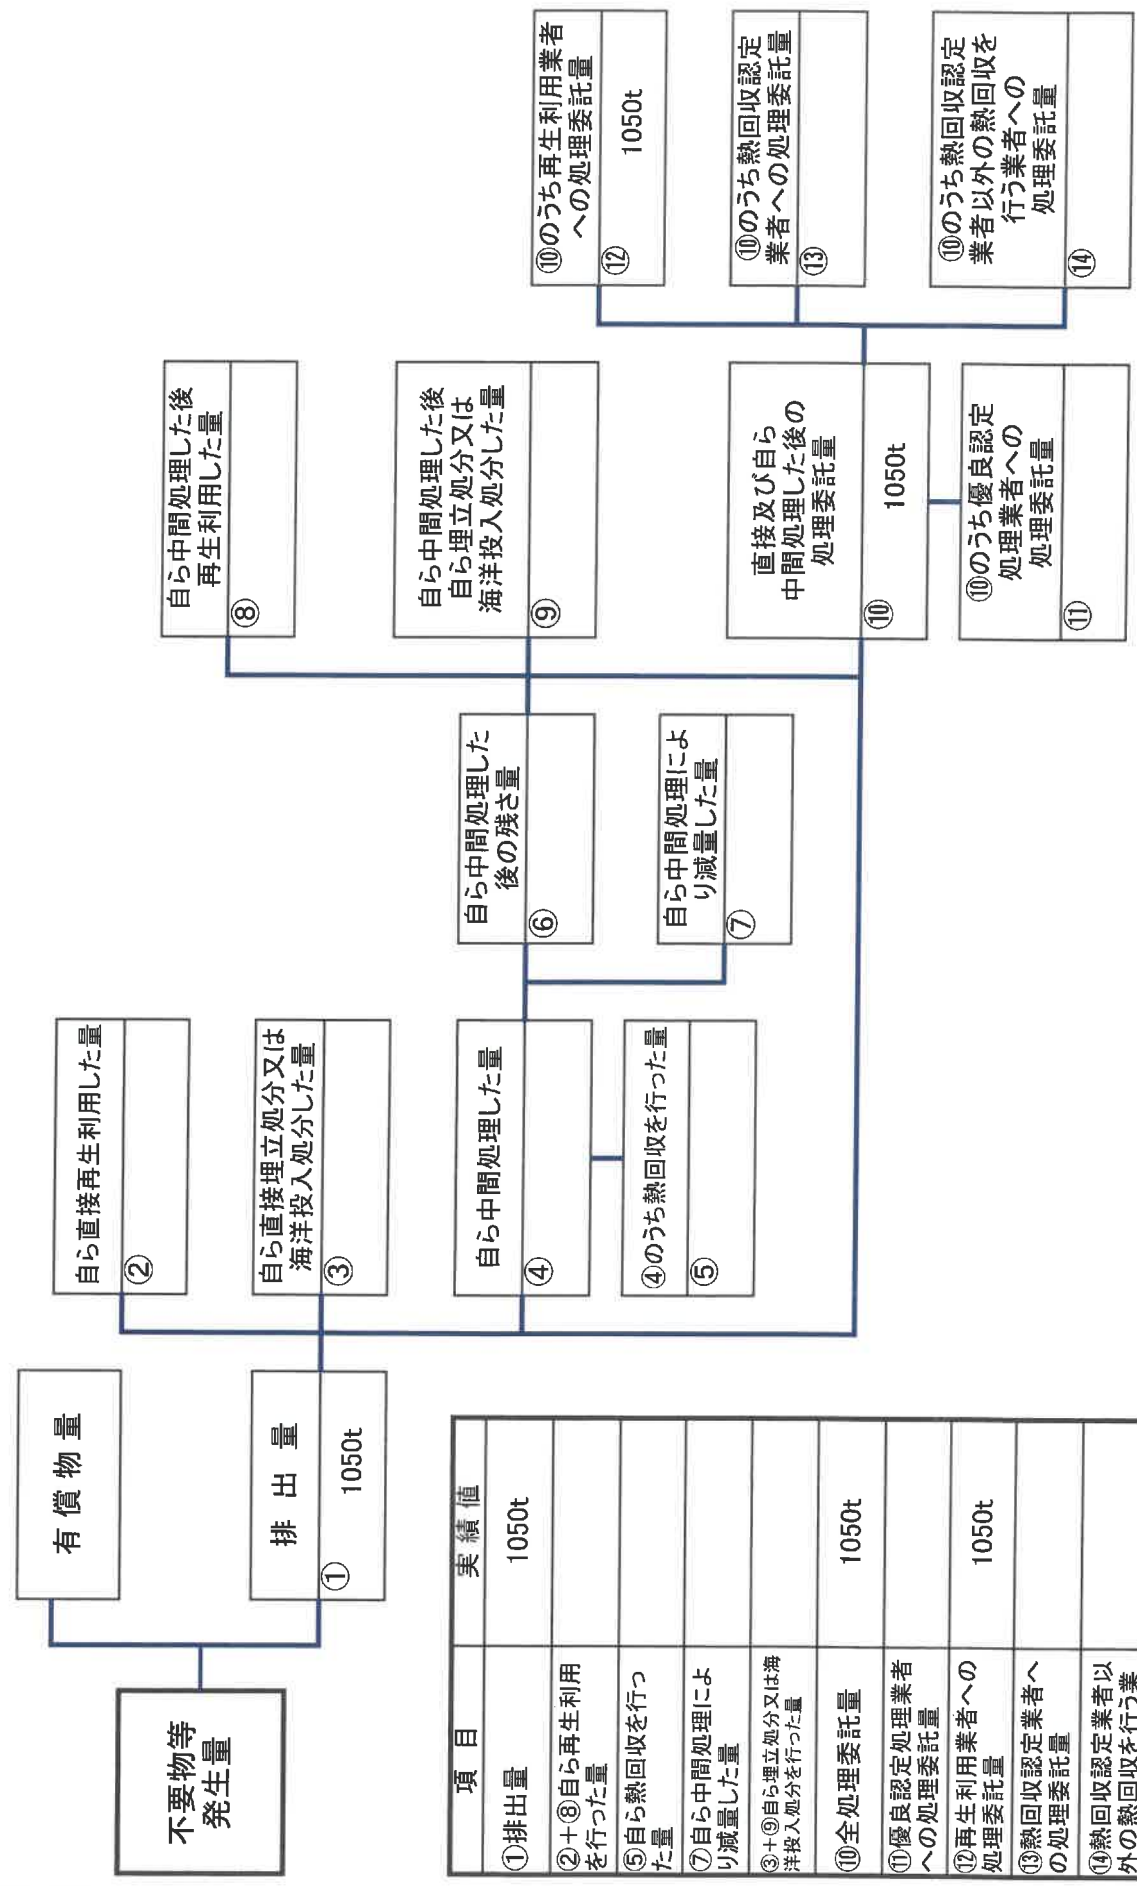 不要物等
発生量
有 償 物 量
排 出 量
①
1050t
自ら直接再生利用した量
②
自ら直接埋立処分又は
海洋投入処分した量
③
自ら中間処理した量
④
④のうち熱回収を行った量
⑤
自ら中間処理した
後の残さ量
⑥
自ら中間処理によ
り減量した量
⑦
自ら中間処理した後
再生利用した量
⑧
自ら中間処理した後
自ら埋立処分又は
海洋投入処分した量
⑨
直接及び自ら
中間処理した後の
処理委託量
⑩
1050t
⑩のうち優良認定
処理業者への
処理委託量
⑪
⑩のうち再生利用業者
への処理委託量
⑫
1050t
⑩のうち熱回収認定
業者への処理委託量
⑬
⑩のうち熱回収認定
業者以外の熱回収を
行う業者への
処理委託量
⑭
項 目
実 績 値
①排出量
1050t
②+⑧自ら再生利用
を行った量
⑤自ら熱回収を行っ
た量
⑦自ら中間処理によ
り減量した量
③+⑨自ら埋立処分又は海
洋投入処分を行った量
⑩全処理委託量
1050t
⑪優良認定処理業者
への処理委託量
⑫再生利用業者への
処理委託量
1050t
⑬熱回収認定業者へ
の処理委託量
⑭熱回収認定業者以
外の熱回収を行う業